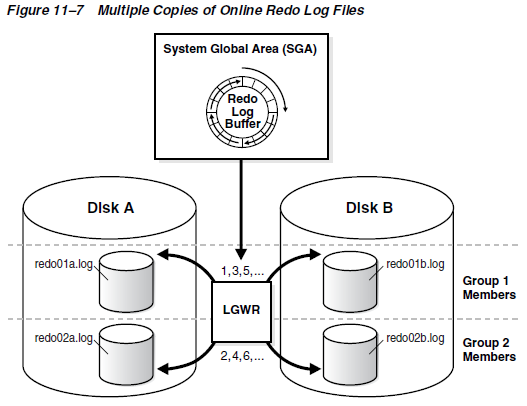 Figure 11–7 Multiple Copies of Online Redo Log Files
System Global Area (SGA)
Redo
Log
Buffer
DIsk A
DIsk B
redo01a.log
1,3,5,...
redo01b.log
Group 1
Members
LGWR
redo02a.log
redo02b.log
Group 2
Members
2,4,6,...